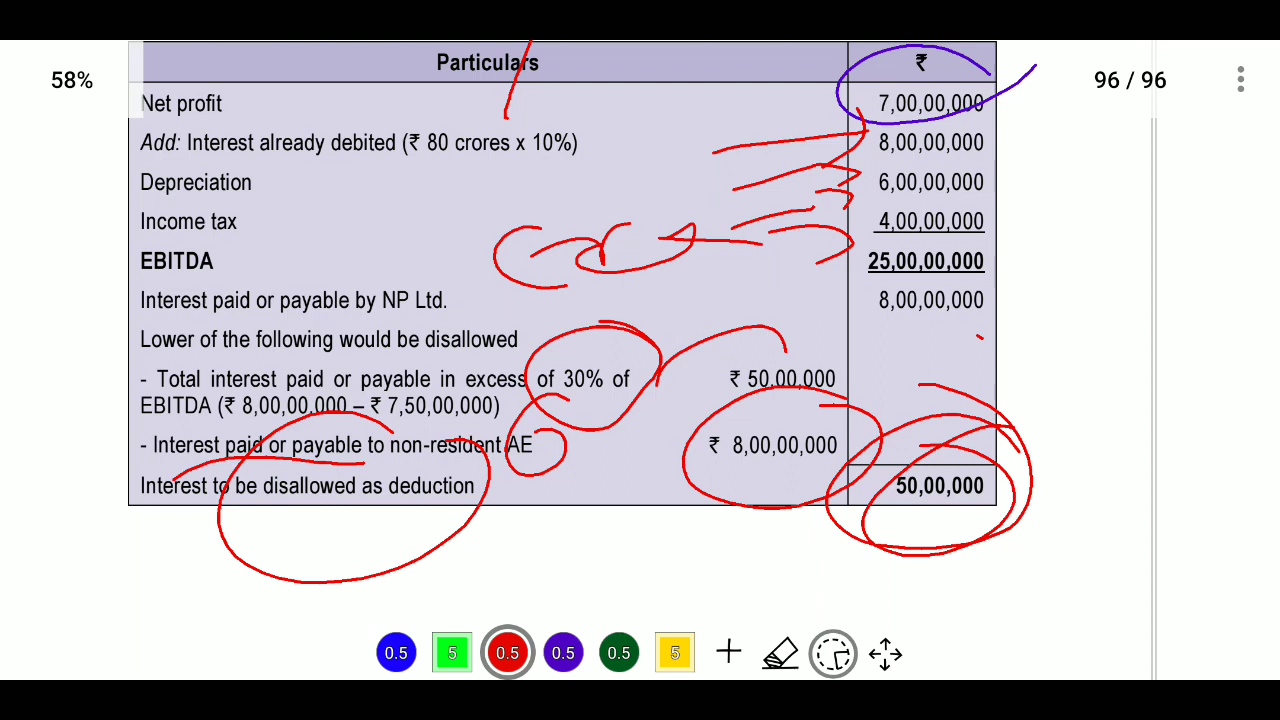 58%
96 / 96
Particulars ₹
Net profit 7,00,00,000
Add: Interest already debited (₹ 80 crores x 10%) 8,00,00,000
Depreciation 6,00,00,000
Income tax 4,00,00,000
EBITDA 25,00,00,000
Interest paid or payable by NP Ltd. 8,00,00,000
Lower of the following would be disallowed
- Total interest paid or payable in excess of 30% of ₹ 50,00,000
EBITDA (₹ 8,00,00,000 – ₹ 7,50,00,000)
- Interest paid or payable to non-resident AE ₹ 8,00,00,000
Interest to be disallowed as deduction 50,00,000
0.5 5 0.5 0.5 0.5 5